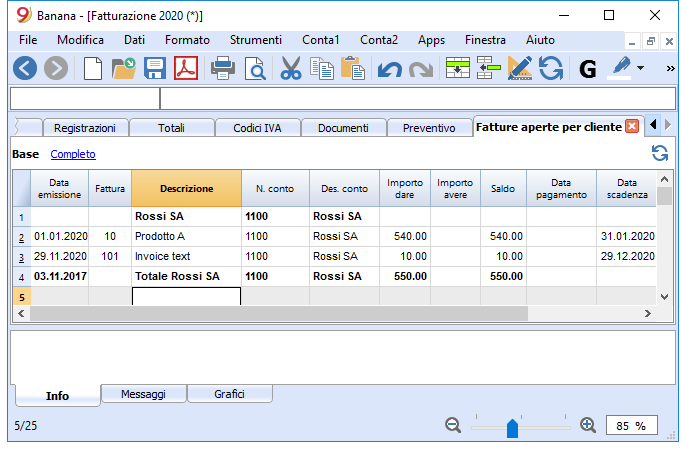 Banana - [Fatturazione 2020 (*)]
File Modifica Dati Formato Strumenti Conta1 Conta2 Apps Finestra Aiuto
G »
Registrazioni Totali Codici IVA Documenti Preventivo Fatture aperte per cliente
Base Completo
Data emissione Fattura Descrizione N. conto Des. conto Importo dare Importo avere Saldo Data pagamento Data scadenza
1 Rossi SA 1100 Rossi SA
2 01.01.2020 10 Prodotto A 1100 Rossi SA 540.00 540.00 31.01.2020
3 29.11.2020 101 Invoice text 1100 Rossi SA 10.00 10.00 29.12.2020
4 03.11.2017 Totale Rossi SA 1100 Rossi SA 550.00 550.00
5
Info Messaggi Grafici
5/25 85 %